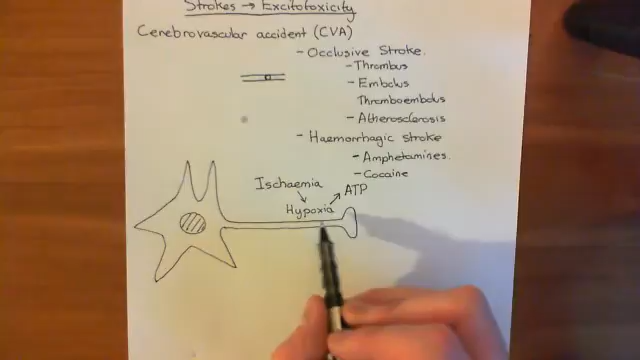 Strokes → Excitotoxicity
Cerebrovascular accident (CVA)
- Occlusive Stroke.
- Thrombus
- Embolus
Thromboembolus
- Atherosclerosis
- Haemorrhagic stroke
- Amphetamines.
- Cocaine
Ischaemia
ATP
Hypoxia